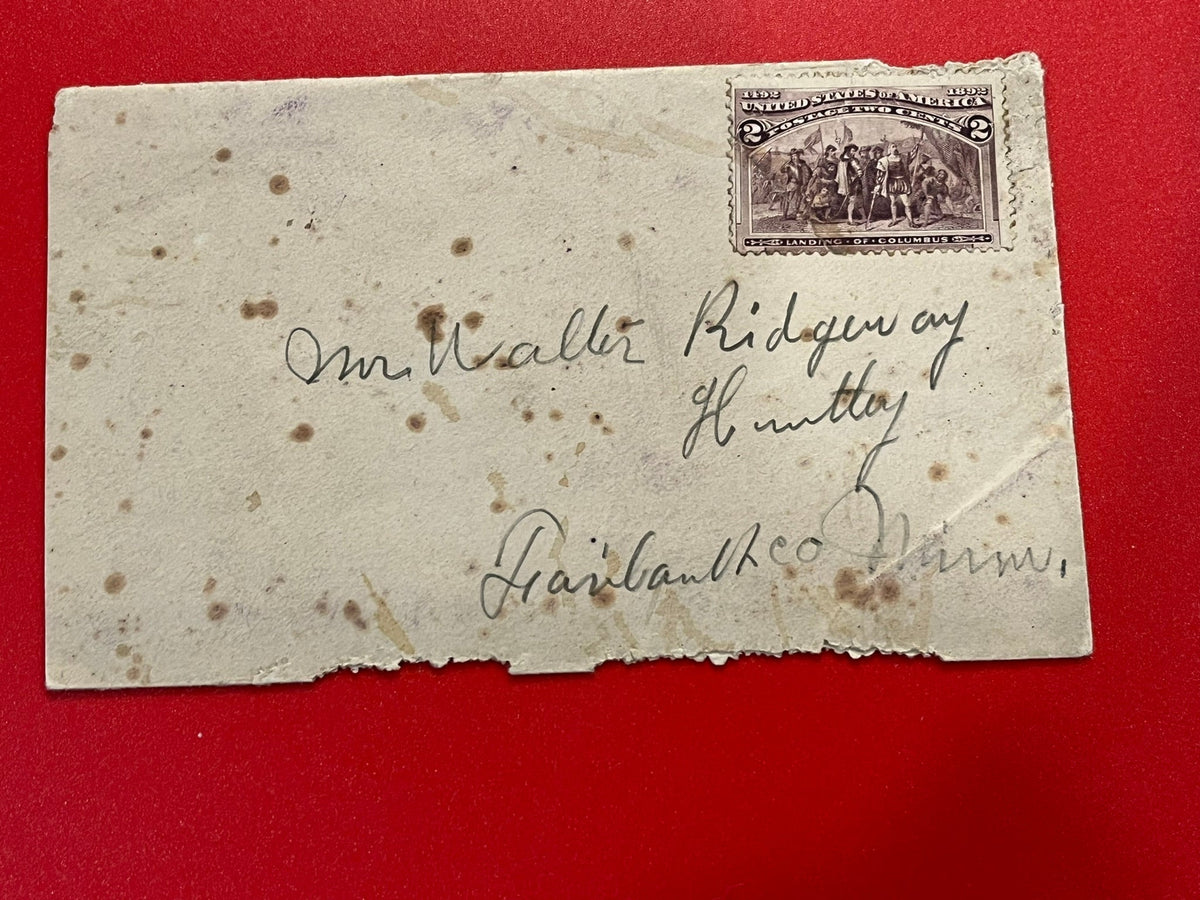 1492 1892
UNITED STATES OF AMERICA
2 POSTAGE TWO CENTS 2
LANDING · OF · COLUMBUS
Mr. Walter Ridgeway
Huntley
Faribault co Minn.